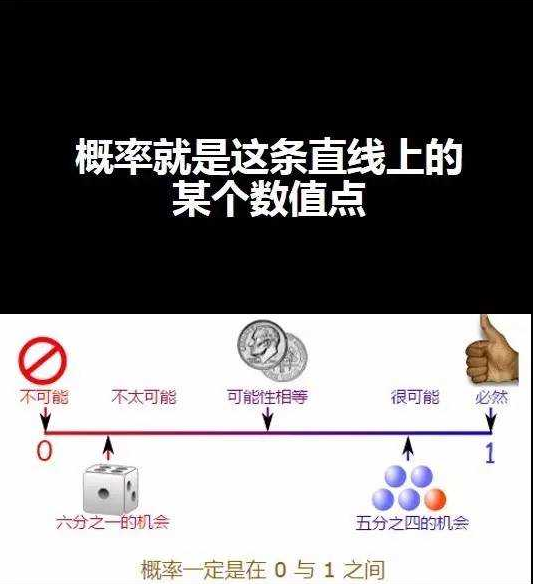 概率就是这条直线上的
某个数值点
不可能 不太可能 可能性相等 很可能 必然
0 1
六分之一的机会 五分之四的机会
概率一定是在 0 与 1 之间